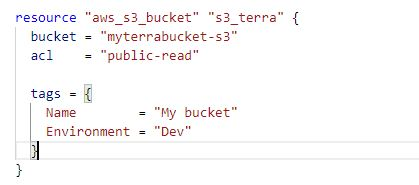 resource "aws_s3_bucket" "s3_terra" {
  bucket = "myterrabucket-s3"
  acl    = "public-read"

  tags = {
    Name        = "My bucket"
    Environment = "Dev"
  }
}